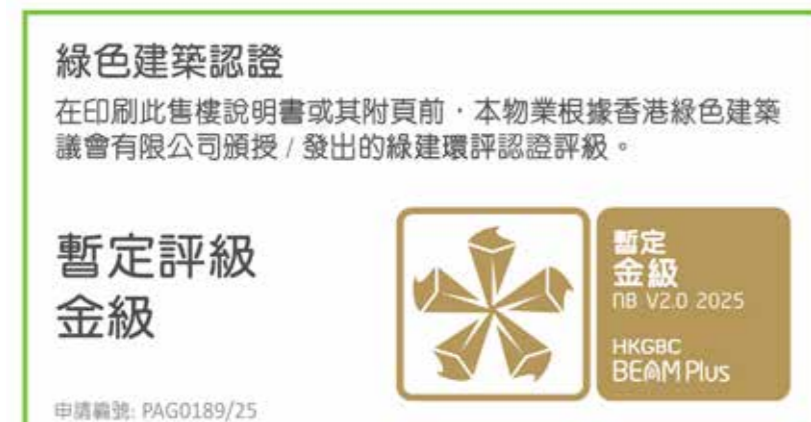 綠色建築認證
在印刷此售樓說明書或其附頁前，本物業根據香港綠色建築
議會有限公司頒授 / 發出的綠建環評認證評級。
暫定評級
金級
暫定
金級
NB V2.0 2025
HKGBC
BEAM Plus
申請編號: PAG0189/25